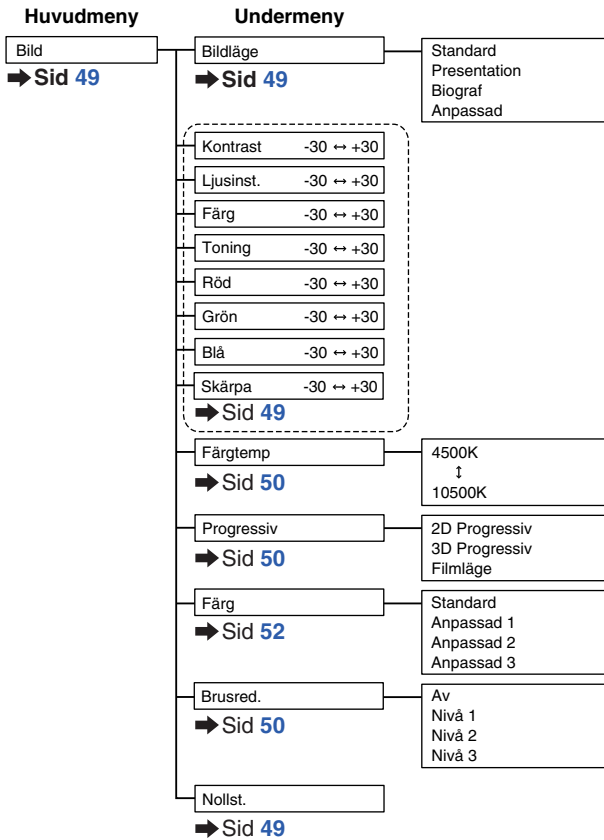 Huvudmeny Undermeny
Bild
➡ Sid 49
Bildläge
➡ Sid 49
Standard
Presentation
Biograf
Anpassad
Kontrast -30 ↔ +30
Ljusinst. -30 ↔ +30
Färg -30 ↔ +30
Toning -30 ↔ +30
Röd -30 ↔ +30
Grön -30 ↔ +30
Blå -30 ↔ +30
Skärpa -30 ↔ +30
➡ Sid 49
Färgtemp
➡ Sid 50
4500K
↕
10500K
Progressiv
➡ Sid 50
2D Progressiv
3D Progressiv
Filmläge
Färg
➡ Sid 52
Standard
Anpassad 1
Anpassad 2
Anpassad 3
Brusred.
➡ Sid 50
Av
Nivå 1
Nivå 2
Nivå 3
Nollst.
➡ Sid 49